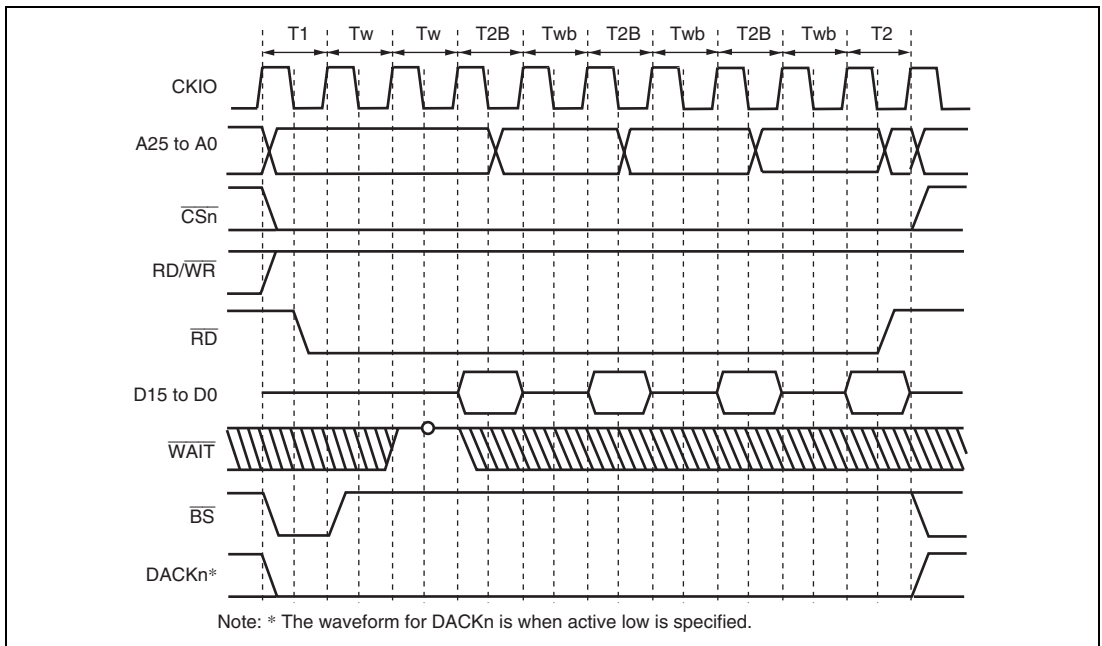 T1 Tw Tw T2B Twb T2B Twb T2B Twb T2
CKIO
A25 to A0
CSn
RD/WR
RD
D15 to D0
WAIT
BS
DACKn*
Note: * The waveform for DACKn is when active low is specified.